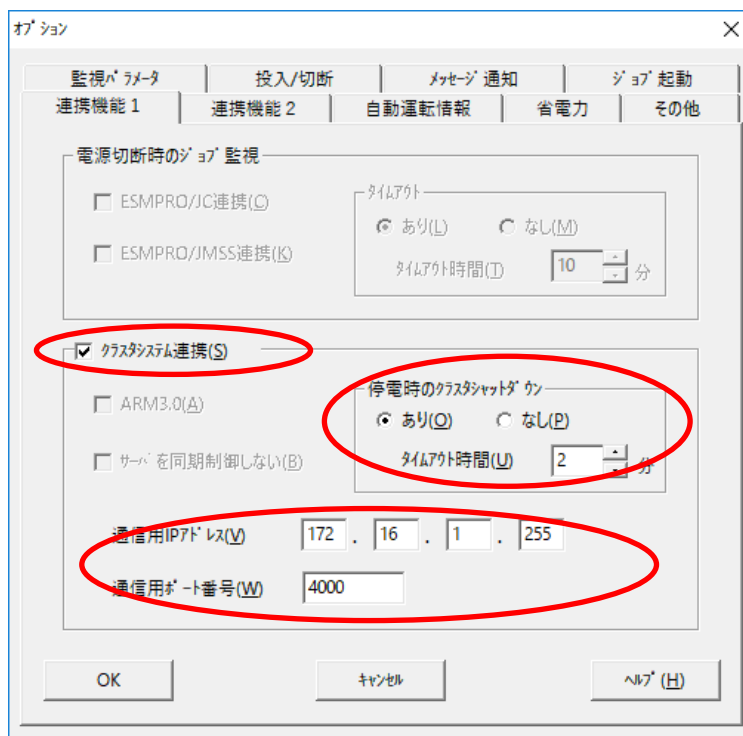 ｵﾌﾟｼｮﾝ
監視ﾊﾟﾗﾒｰﾀ 投入/切断 ﾒｯｾｰｼﾞ通知 ｼﾞｮﾌﾞ起動
連携機能1 連携機能2 自動運転情報 省電力 その他
電源切断時のｼﾞｮﾌﾞ監視
ESMPRO/JC連携(C)
ESMPRO/JMSS連携(K)
ﾀｲﾑｱｳﾄ
あり(L) なし(M)
ﾀｲﾑｱｳﾄ時間(T) 10 分
ｸﾗｽﾀｼｽﾃﾑ連携(S)
ARM3.0(A)
ｻｰﾊﾞを同期制御しない(B)
停電時のｸﾗｽﾀｼｬｯﾄﾀﾞｳﾝ
あり(O) なし(P)
ﾀｲﾑｱｳﾄ時間(U) 2 分
通信用IPｱﾄﾞﾚｽ(V) 172 . 16 . 1 . 255
通信用ﾎﾟｰﾄ番号(W) 4000
OK ｷｬﾝｾﾙ ﾍﾙﾌﾟ(H)